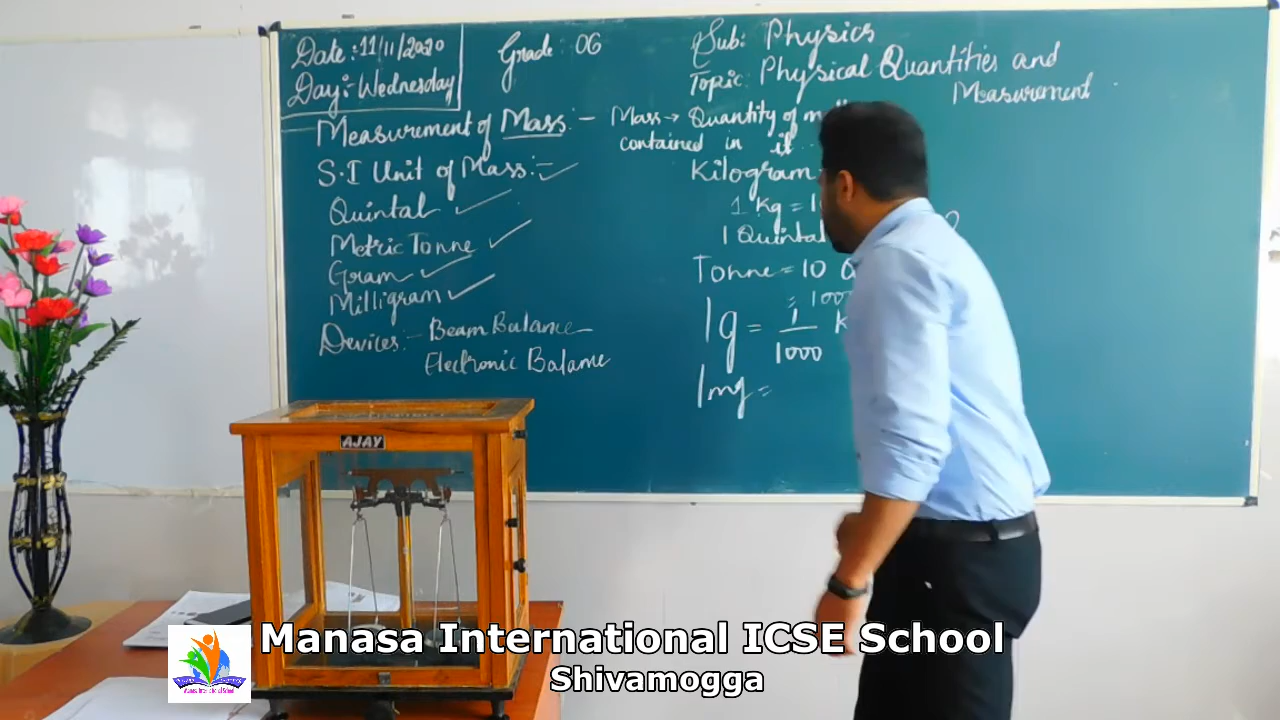 Date: 11/11/2020
Day: Wednesday
Grade: 06
Sub: Physics
Topic: Physical Quantities and
Measurement
Measurement of Mass:- Mass → Quantity of
contained in it
S.I Unit of Mass:-
Kilogram
Quintal
1 Kg =
1 Quintal
Metric Tonne
Tonne = 10
Gram
= 100
Milligram
1g = 1
1000
Devices:- Beam Balance
Electronic Balance
1mg =
AJAY
Manasa International ICSE School
Shivamogga